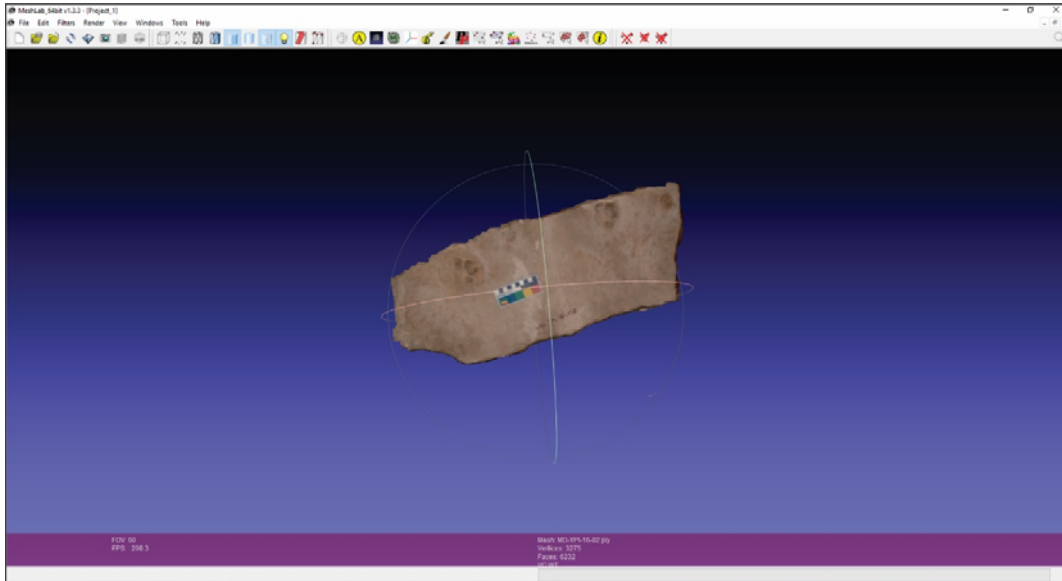 MeshLab_64bit v1.3.3 - [Project_1]
File Edit Filters Render View Windows Tools Help
FOV: 60
FPS: 208.3
Vertices: 3275
Faces: 6232